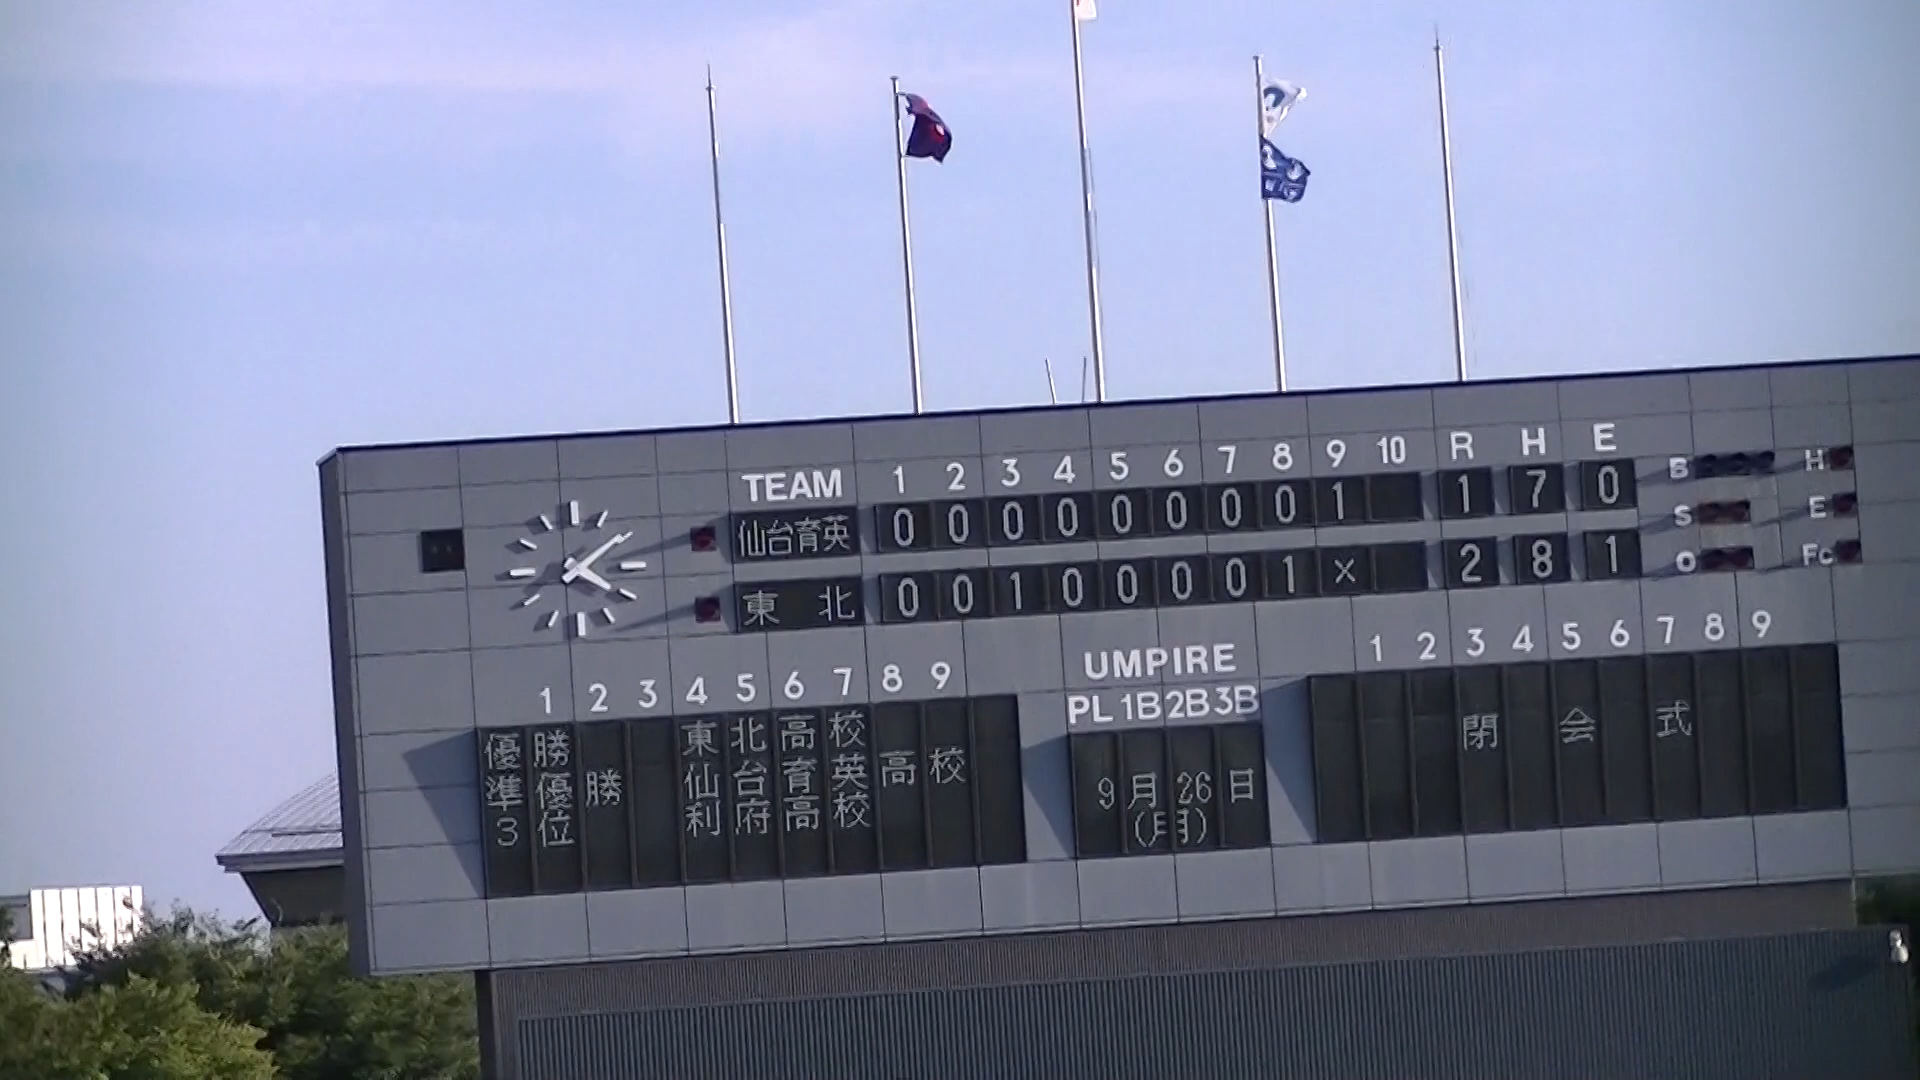 TEAM 1 2 3 4 5 6 7 8 9 10 R H E
仙台育英 0 0 0 0 0 0 0 0 1 1 7 0
東 北 0 0 1 0 0 0 0 1 × 2 8 1
B H
S E
O Fc
1 2 3 4 5 6 7 8 9
優勝 東北高校
準優勝 仙台育英高校
3位 利府高校
UMPIRE
PL 1B 2B 3B
9月26日
(月)
1 2 3 4 5 6 7 8 9
閉会式